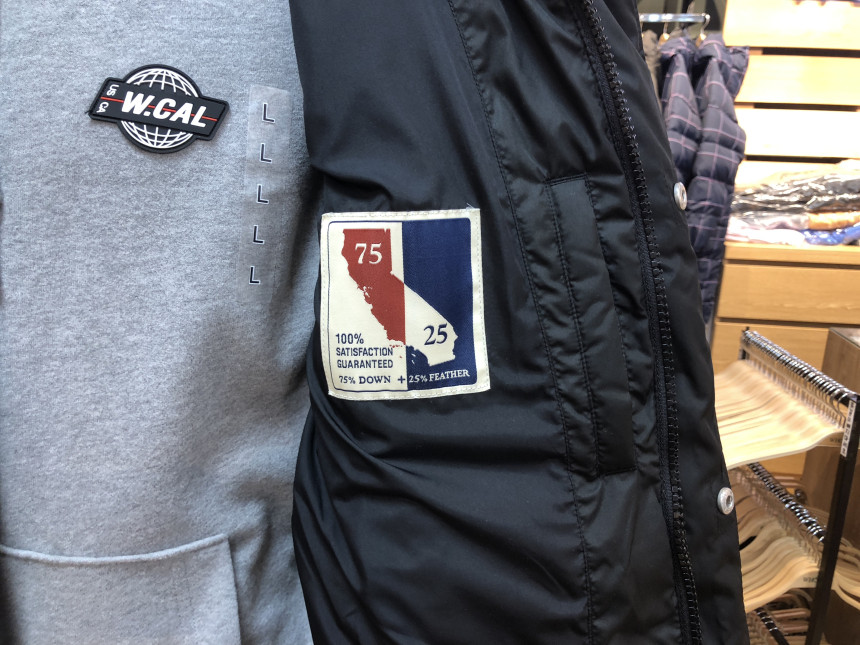 US
CA
W.CAL
L
L
L
L
L
75
25
100%
SATISFACTION
GUARANTEED
75% DOWN + 25% FEATHER